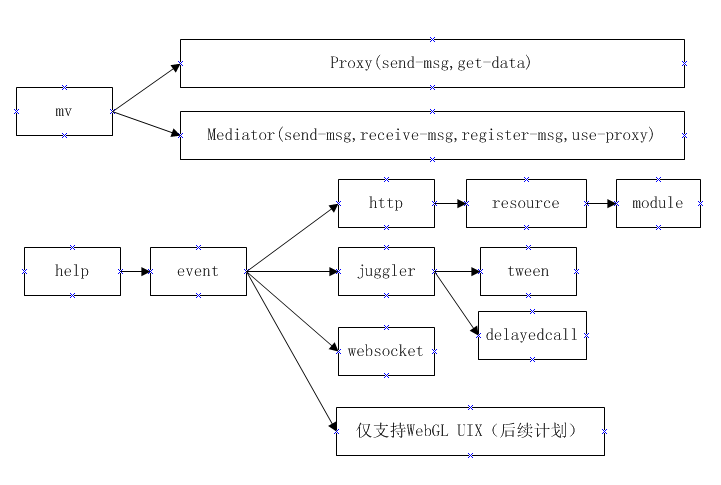 Proxy(send-msg,get-data)
mv
Mediator(send-msg,receive-msg,register-msg,use-proxy)
http
resource
module
help
event
juggler
tween
delayedcall
websocket
仅支持WebGL UIX（后续计划）